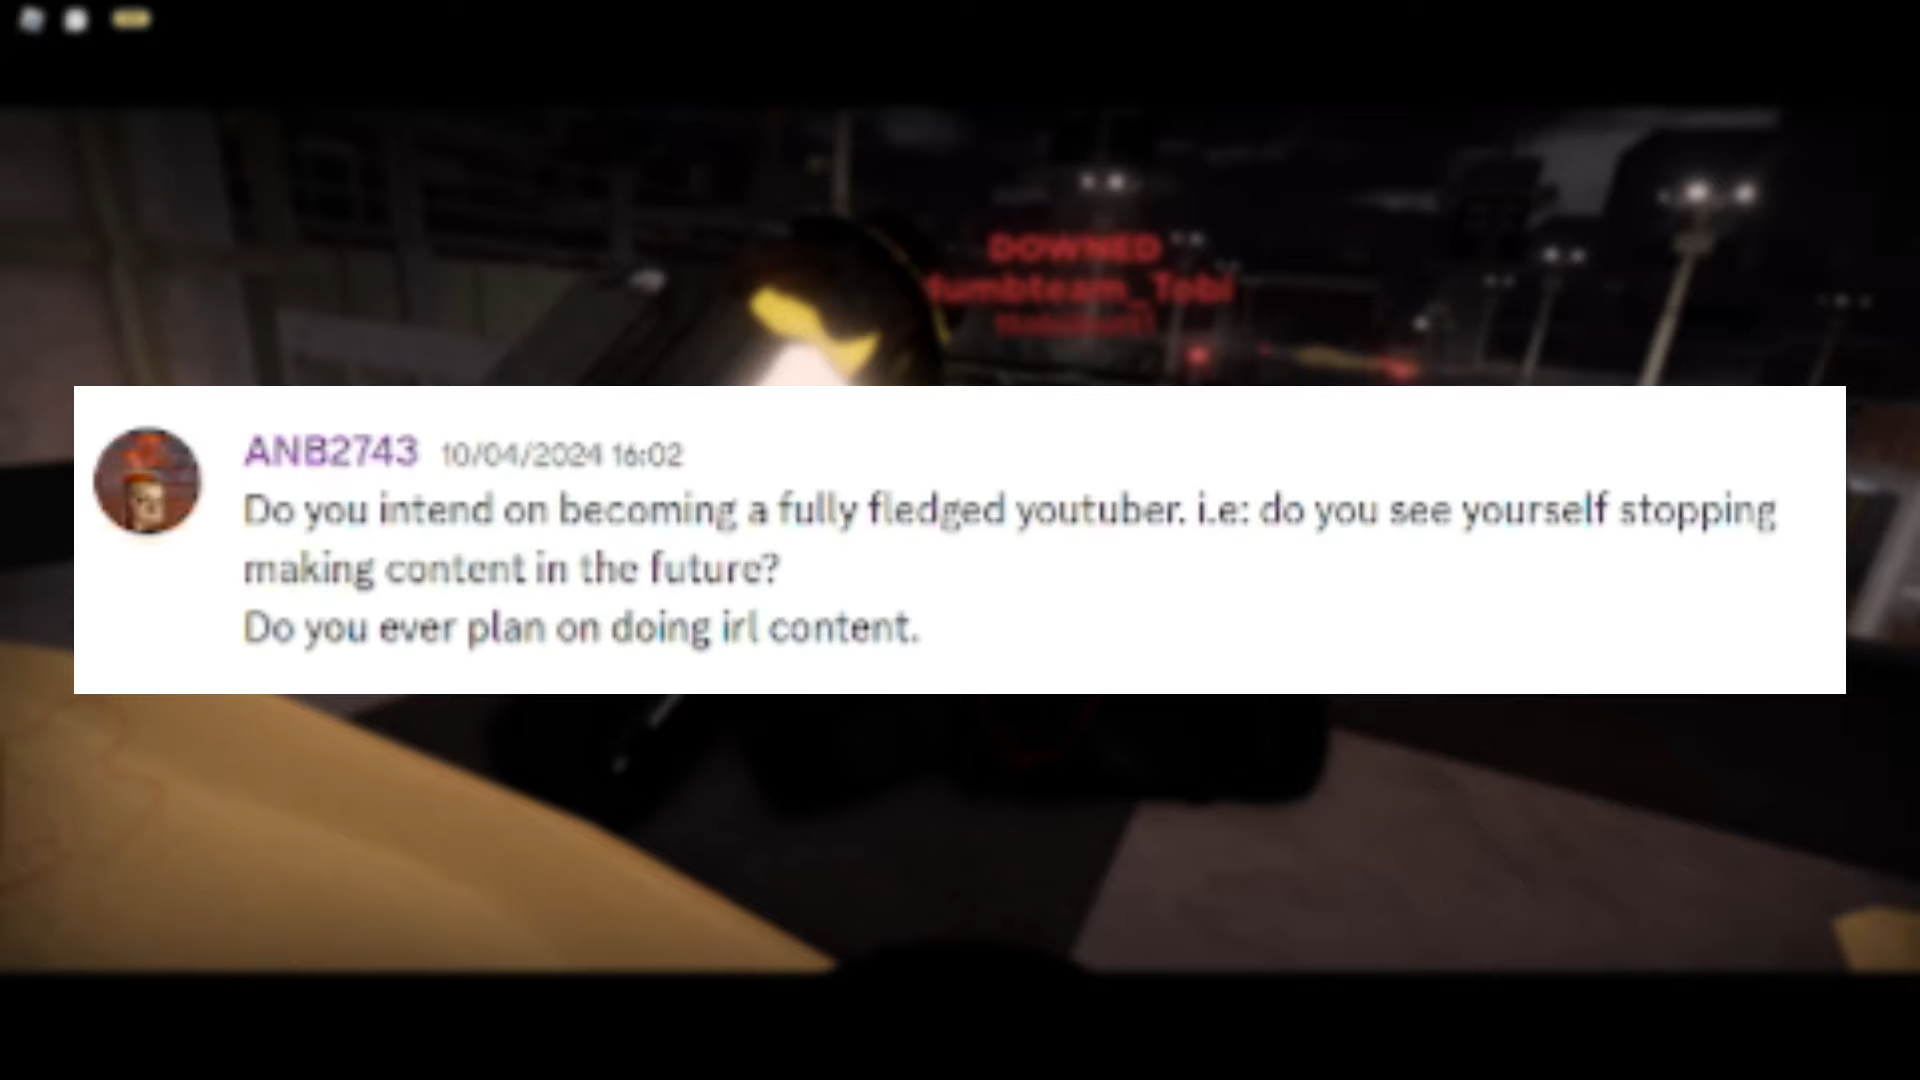 DOWNED
dumbteam_Tobi
ANB2743 10/04/2024 16:02
Do you intend on becoming a fully fledged youtuber. i.e: do you see yourself stopping
making content in the future?
Do you ever plan on doing irl content.